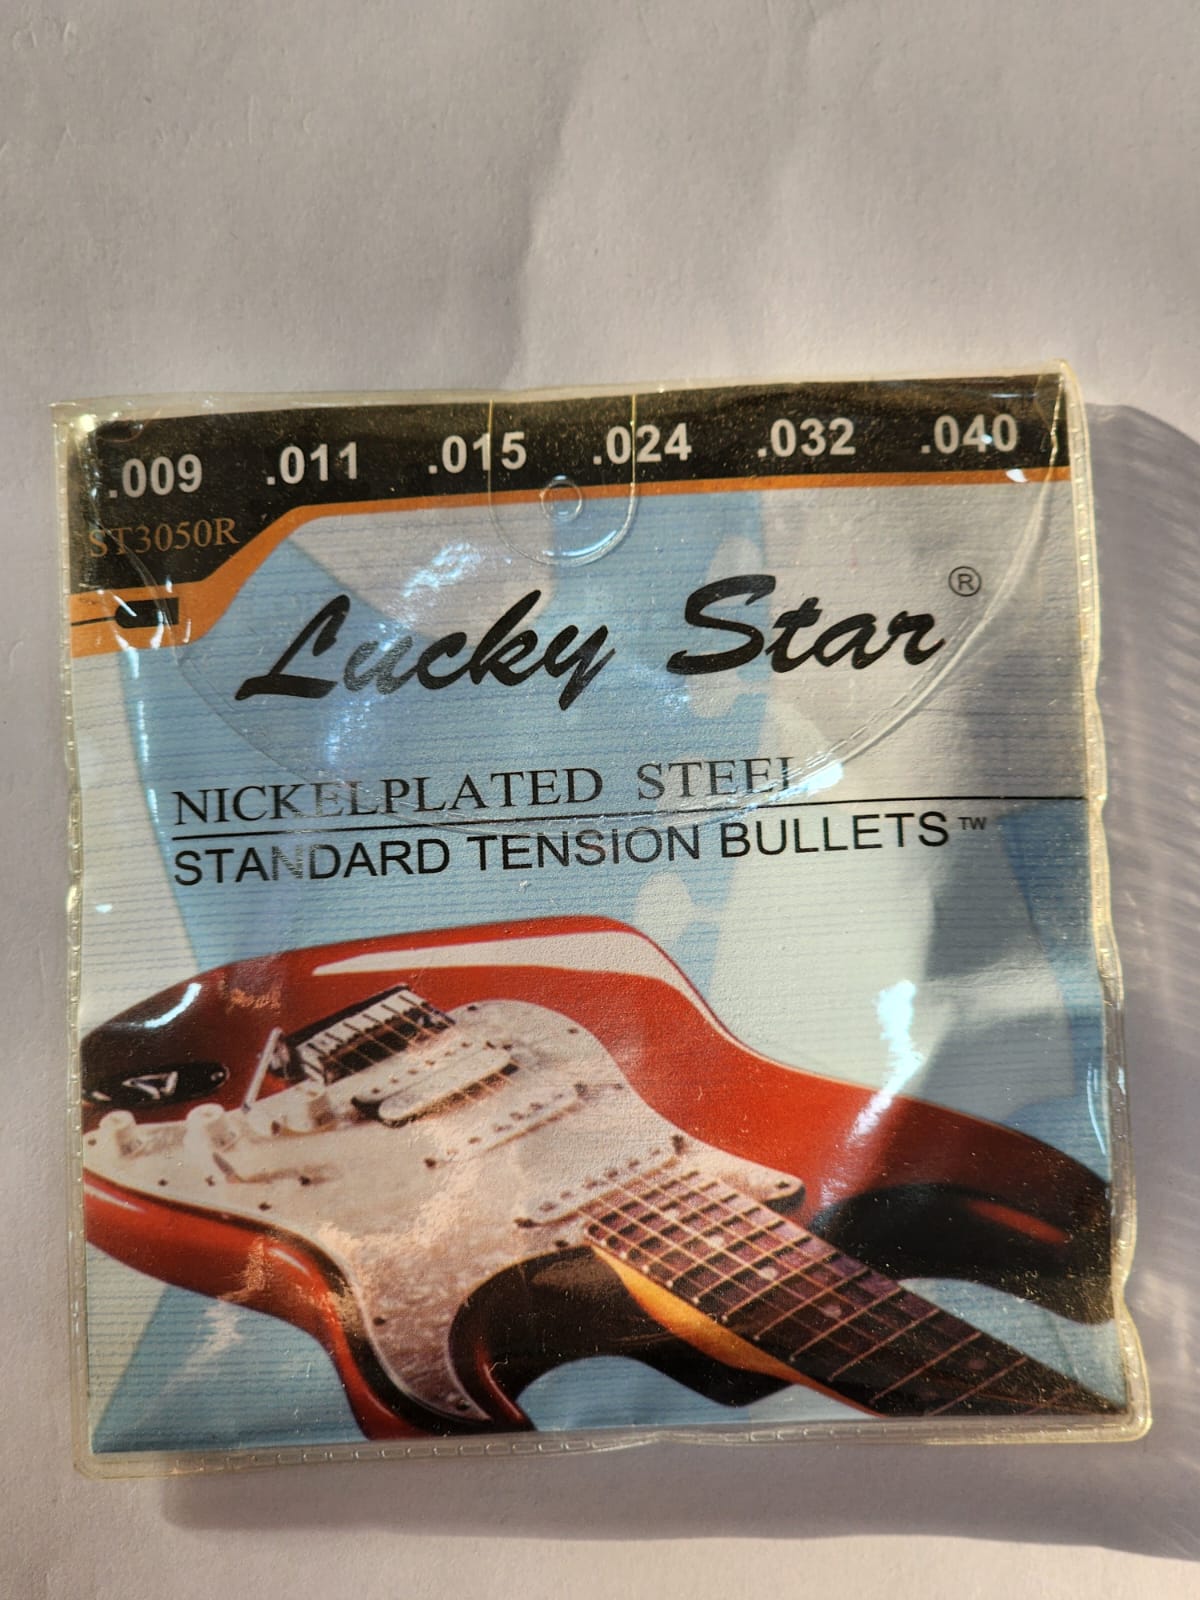 .009 .011 .015 .024 .032 .040
ST3050R
Lucky Star®
NICKELPLATED STEEL
STANDARD TENSION BULLETS™